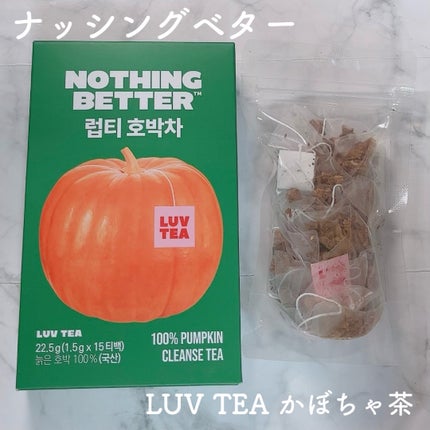 ナッシングベター
NOTHING
BETTER™
럽티 호박차
LUV
TEA
LUV TEA
22.5g(1.5g x 15티백)
늙은 호박 100% (국산)
100% PUMPKIN
CLEANSE TEA
LUV TEA かぼちゃ茶